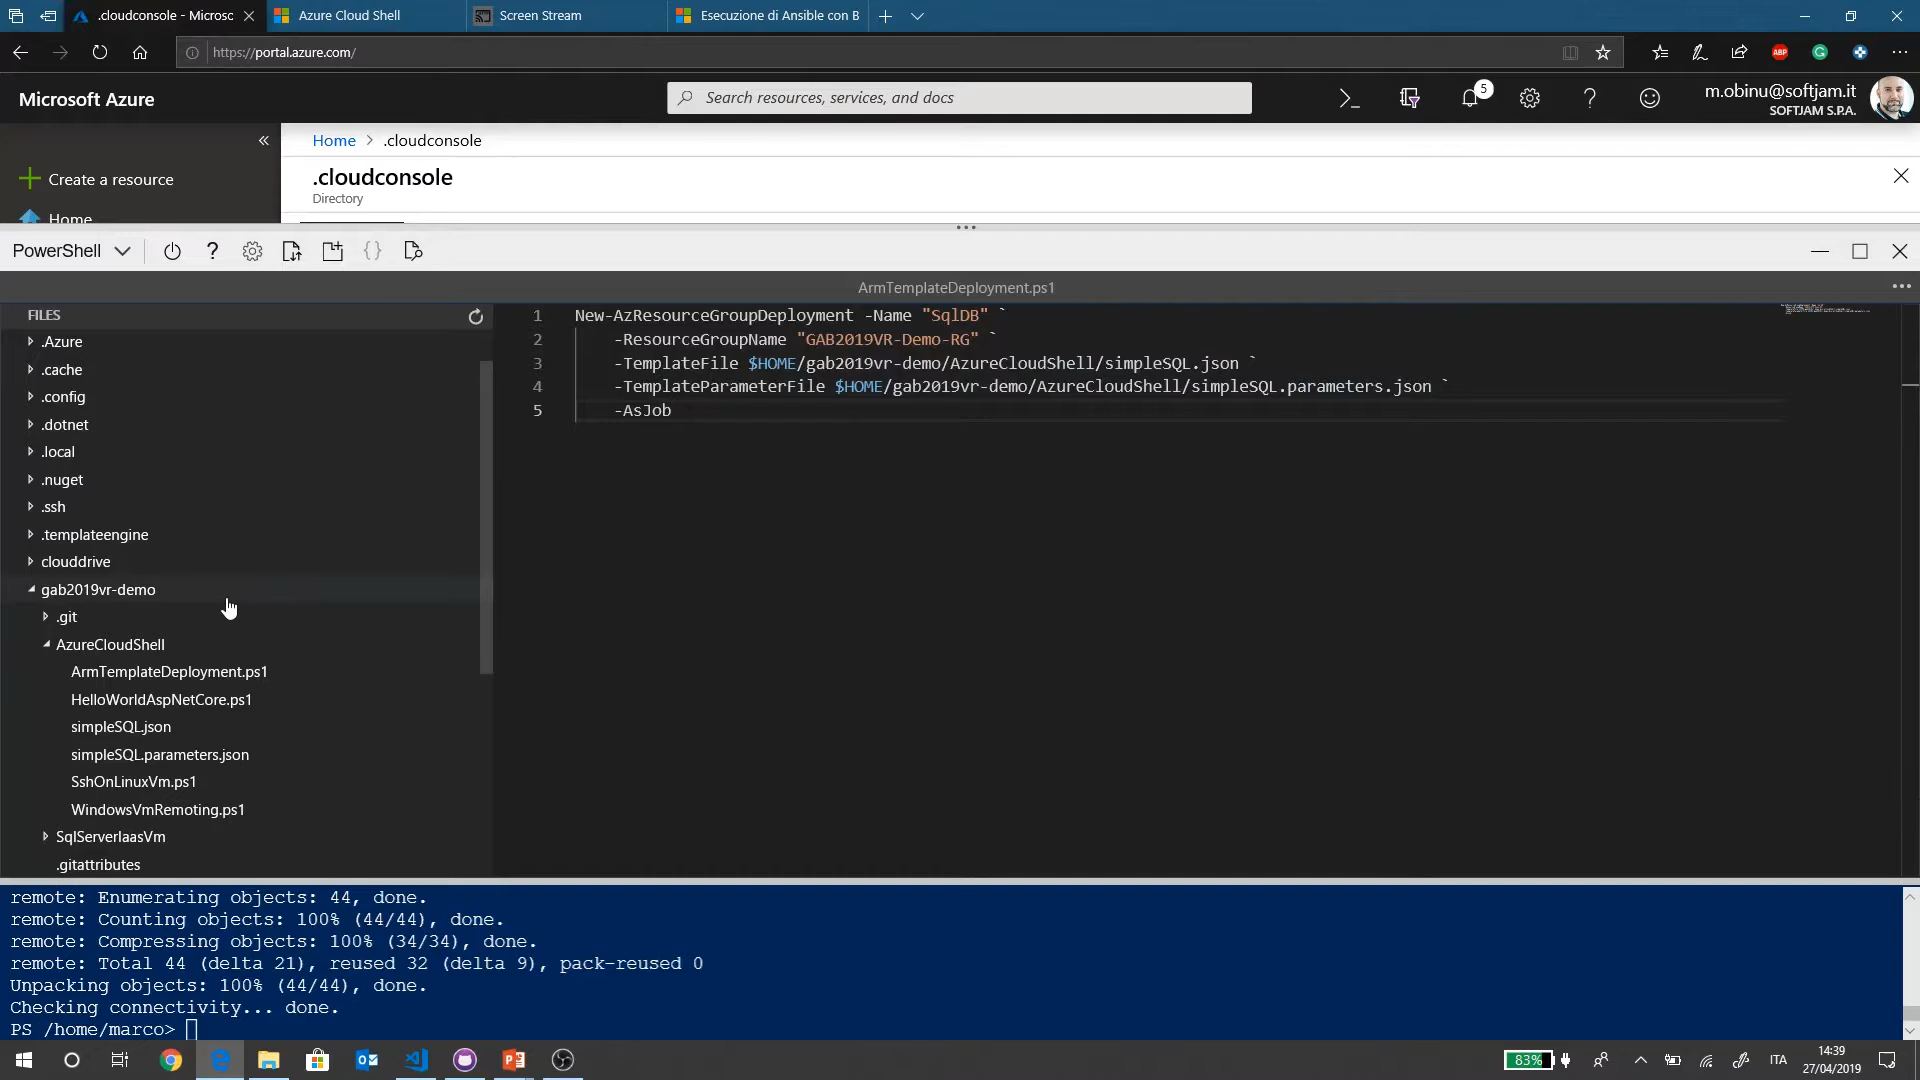 .cloudconsole - Microsc
Azure Cloud Shell
Screen Stream
Esecuzione di Ansible con B
https://portal.azure.com/
ABP
G
Microsoft Azure
Search resources, services, and docs
5
m.obinu@softjam.it
SOFTJAM S.P.A.
Home > .cloudconsole
Create a resource
.cloudconsole
Directory
Home
PowerShell
ArmTemplateDeployment.ps1
FILES
.Azure
.cache
.config
.dotnet
.local
.nuget
.ssh
.templateengine
clouddrive
gab2019vr-demo
.git
AzureCloudShell
ArmTemplateDeployment.ps1
HelloWorldAspNetCore.ps1
simpleSQL.json
simpleSQL.parameters.json
SshOnLinuxVm.ps1
WindowsVmRemoting.ps1
SqlServerIaasVm
.gitattributes
1 New-AzResourceGroupDeployment -Name "SqlDB" `
2 -ResourceGroupName "GAB2019VR-Demo-RG" `
3 -TemplateFile $HOME/gab2019vr-demo/AzureCloudShell/simpleSQL.json `
4 -TemplateParameterFile $HOME/gab2019vr-demo/AzureCloudShell/simpleSQL.parameters.json `
5 -AsJob
remote: Enumerating objects: 44, done.
remote: Counting objects: 100% (44/44), done.
remote: Compressing objects: 100% (34/34), done.
remote: Total 44 (delta 21), reused 32 (delta 9), pack-reused 0
Unpacking objects: 100% (44/44), done.
Checking connectivity... done.
PS /home/marco>
83%
ITA
14:39
27/04/2019